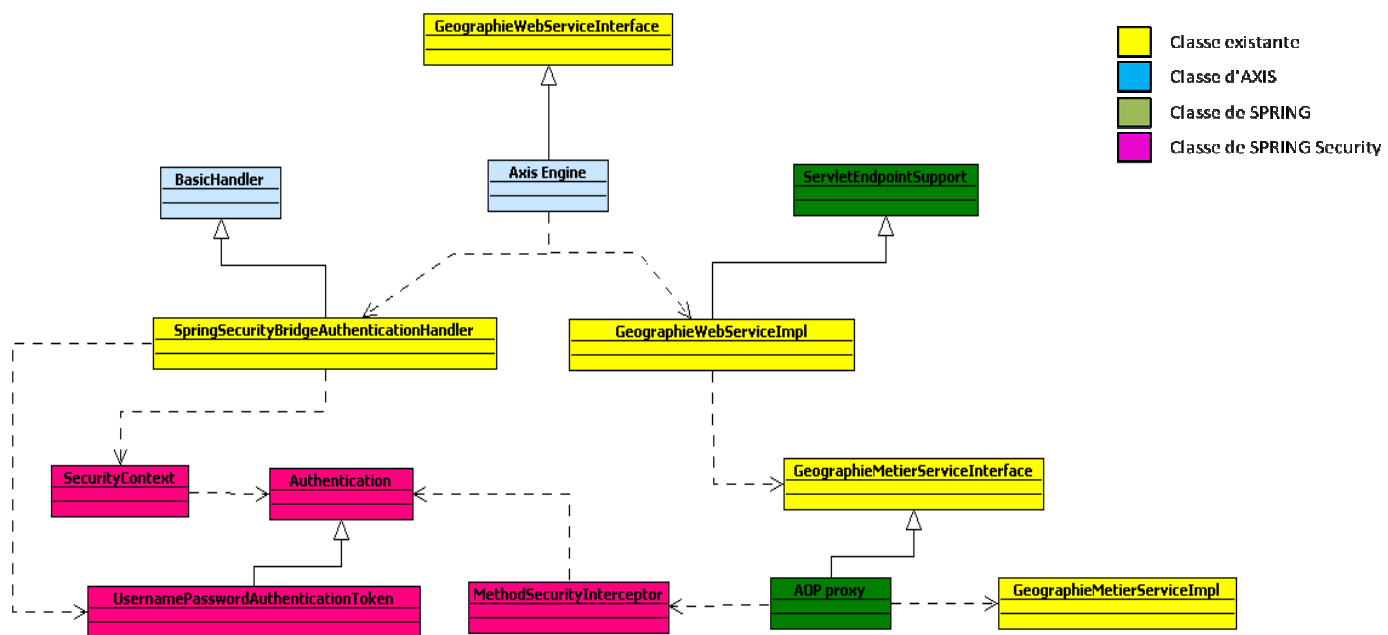 GeographieWebServiceInterface
Classe existante
Classe d'AXIS
Classe de SPRING
Classe de SPRING Security
BasicHandler
Axis Engine
ServletEndpointSupport
SpringSecurityBridgeAuthenticationHandler
GeographieWebServiceImpl
SecurityContext
Authentication
GeographieMetierServiceInterface
UsernamePasswordAuthenticationToken
MethodSecurityInterceptor
AOP proxy
GeographieMetierServiceImpl